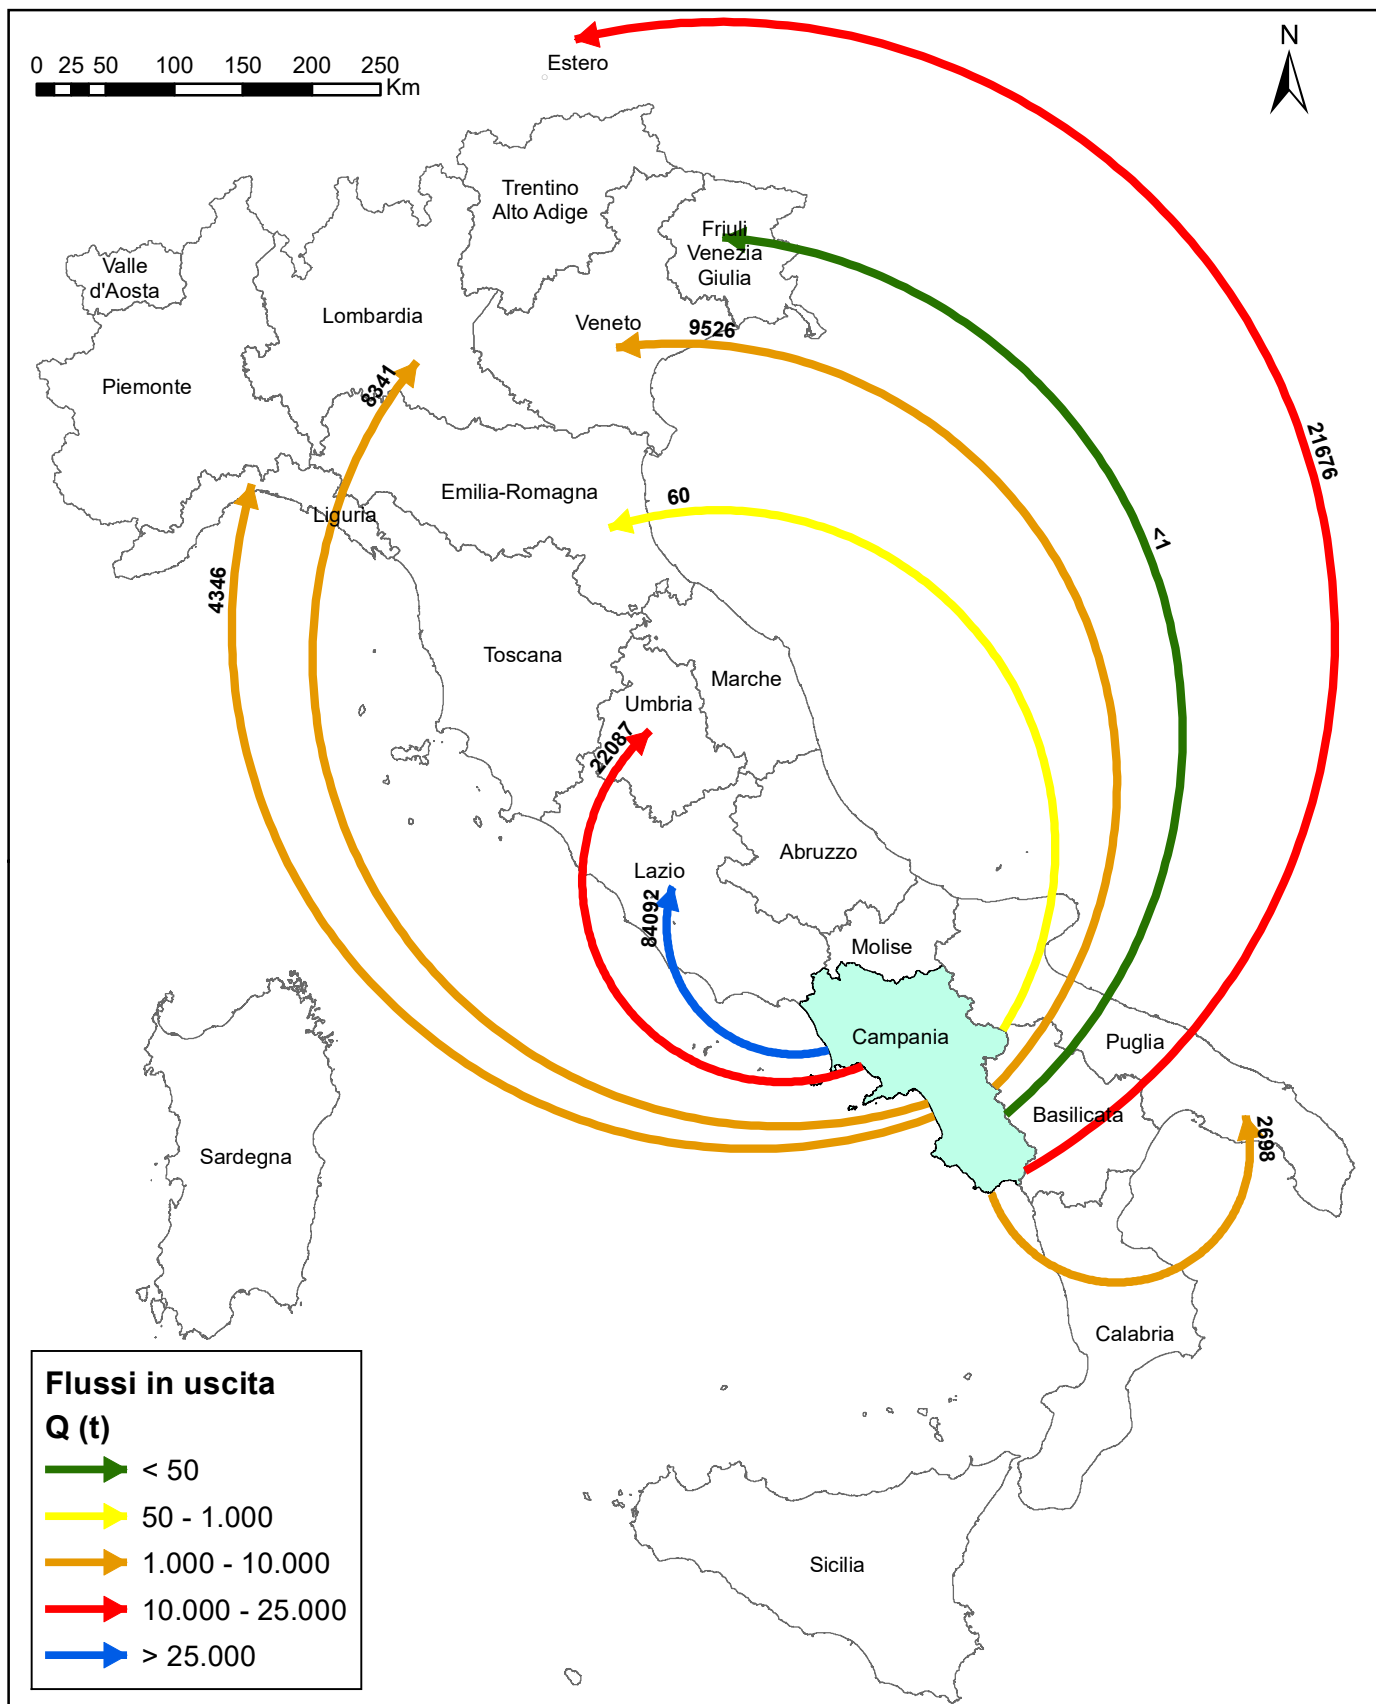 0 25 50 100 150 200 250
Km
N
Estero
Trentino
Alto Adige
Friuli
Venezia
Giulia
Valle
d'Aosta
Lombardia
Veneto
9526
8341
Piemonte
21676
Emilia-Romagna
60
Liguria
<1
4346
Toscana
Marche
Umbria
22087
Abruzzo
Lazio
84092
Molise
Campania
Puglia
Basilicata
2698
Sardegna
Calabria
Sicilia
Flussi in uscita
Q (t)
< 50
50 - 1.000
1.000 - 10.000
10.000 - 25.000
> 25.000